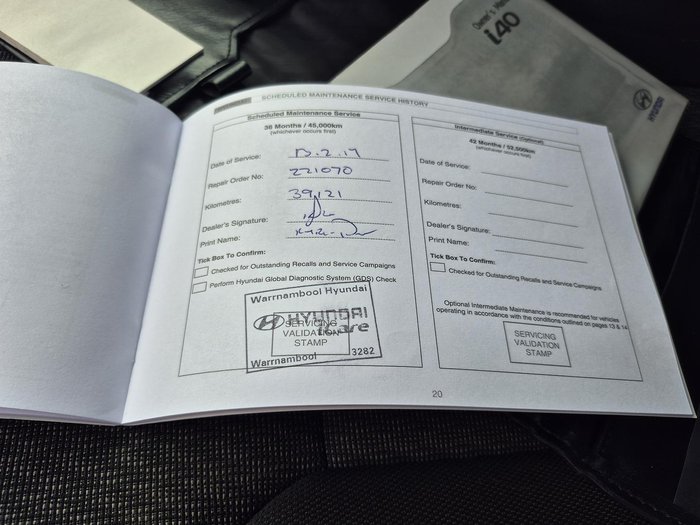 Owner's
i40
HYUNDAI
SCHEDULED MAINTENANCE SERVICE HISTORY
Scheduled Maintenance Service
36 Months / 45,000km
(whichever occurs first)
Date of Service:
Repair Order No: 221070
Kilometres: 39,121
Dealer's Signature:
Print Name:
Tick Box To Confirm:
Checked for Outstanding Recalls and Service Campaigns
Perform Hyundai Global Diagnostic System (GDS) Check
Warrnambool Hyundai
HYUNDAI
iCare
SERVICING
VALIDATION
STAMP
Warrnambool 3282
Intermediate Service (Optional)
42 Months / 52,500km
(whichever occurs first)
Date of Service:
Repair Order No:
Kilometres:
Dealer's Signature:
Print Name:
Tick Box To Confirm:
Checked for Outstanding Recalls and Service Campaigns
Optional Intermediate Maintenance is recommended for vehicles
operating in accordance with the conditions outlined on pages 13 & 14
SERVICING
VALIDATION
STAMP
20